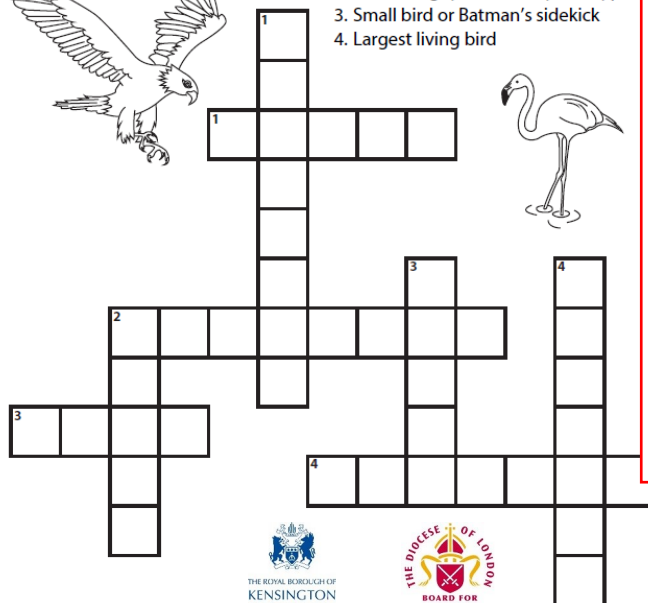 1
3. Small bird or Batman's sidekick
4. Largest living bird
1
3
4
2
3
4
THE ROYAL BOROUGH OF
KENSINGTON
THE DIOCESE OF LONDON
BOARD FOR